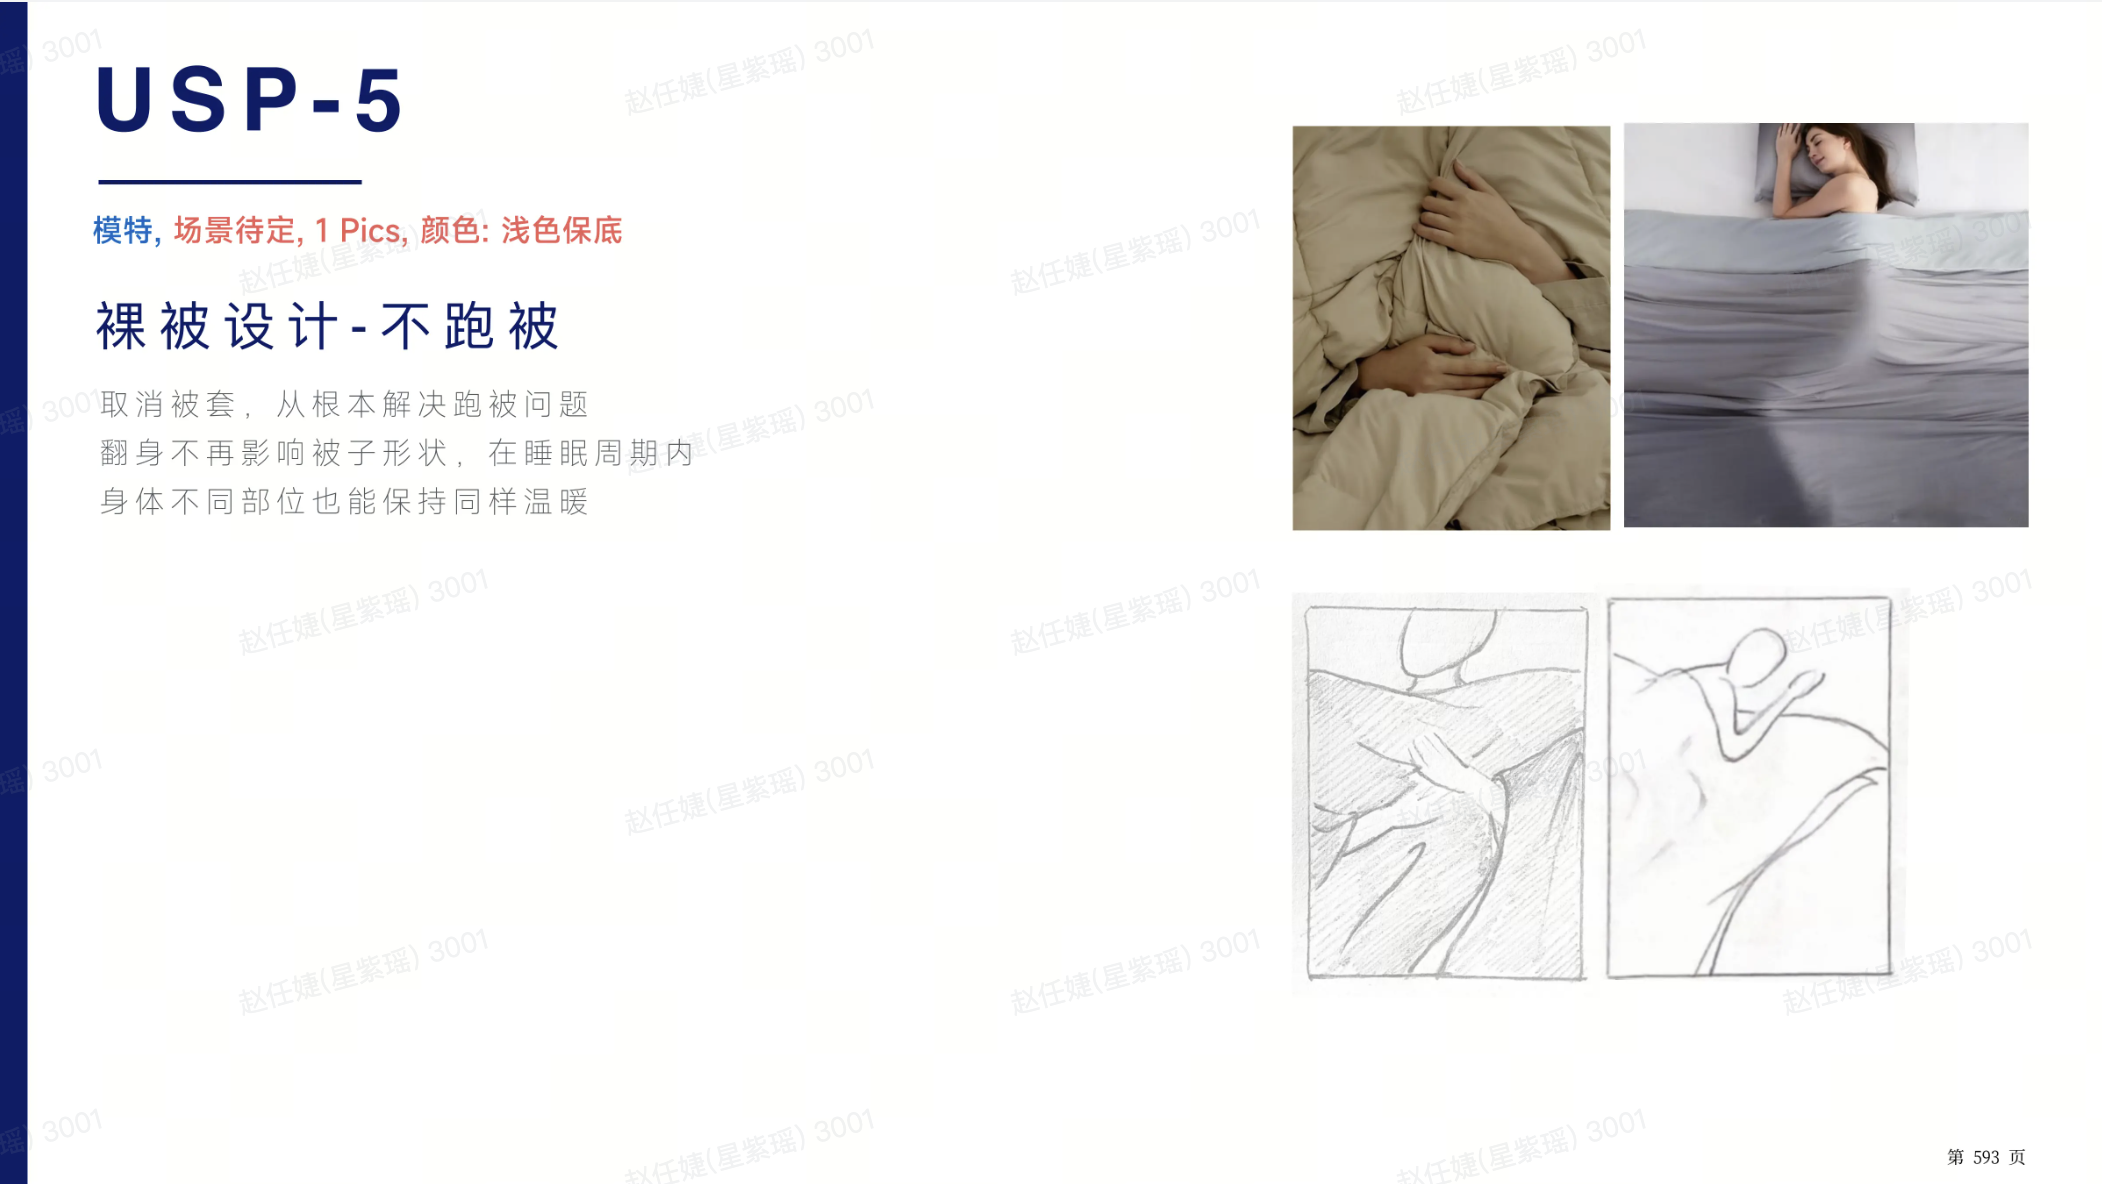 USP-5
模特, 场景待定, 1 Pics, 颜色: 浅色保底
裸被设计-不跑被
取消被套, 从根本解决跑被问题
翻身不再影响被子形状, 在睡眠周期内
身体不同部位也能保持同样温暖
赵任婕(星紫瑶) 3001
第 593 页